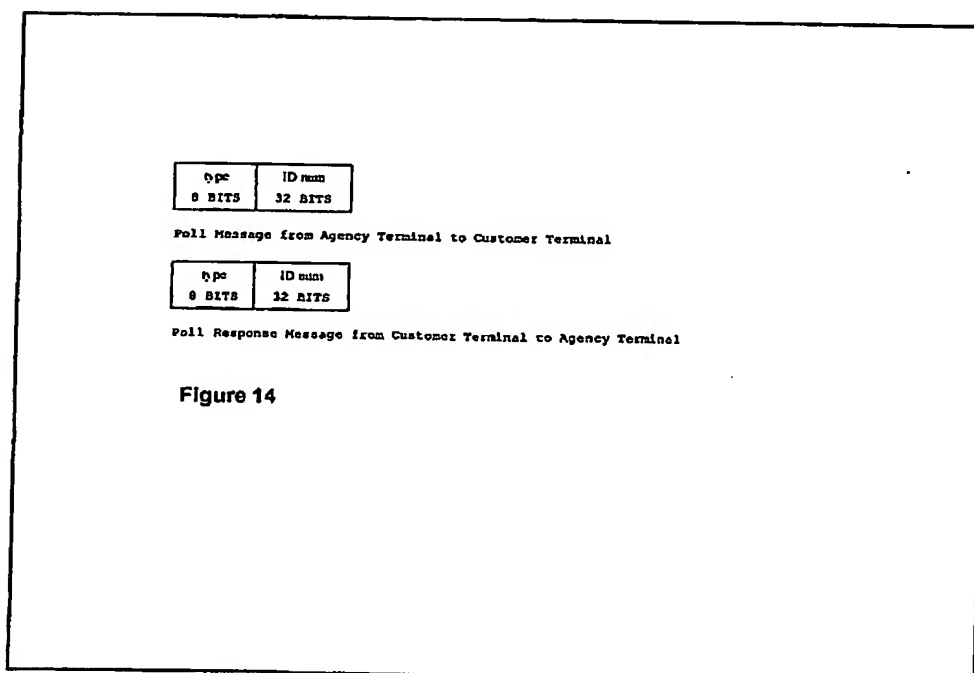 type ID num
8 BITS 32 BITS
Poll Message from Agency Terminal to Customer Terminal
type ID num
8 BITS 32 BITS
Poll Response Message from Customer Terminal to Agency Terminal
Figure 14